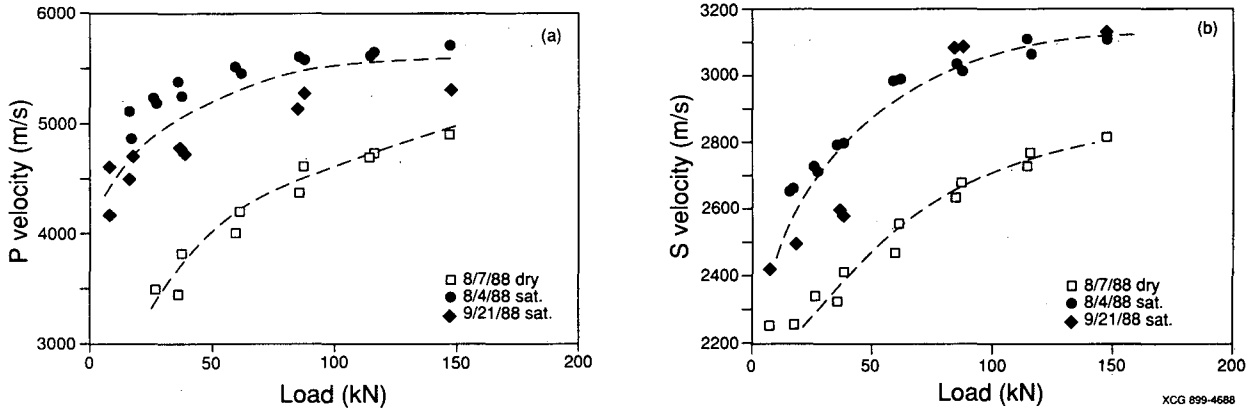 (a)
6000
5000
4000
3000
P velocity (m/s)
8/7/88 dry
8/4/88 sat.
9/21/88 sat.
0 50 100 150 200
Load (kN)
(b)
3200
3000
2800
2600
2400
2200
S velocity (m/s)
8/7/88 dry
8/4/88 sat.
9/21/88 sat.
0 50 100 150 200
Load (kN)
XCG 899-4688